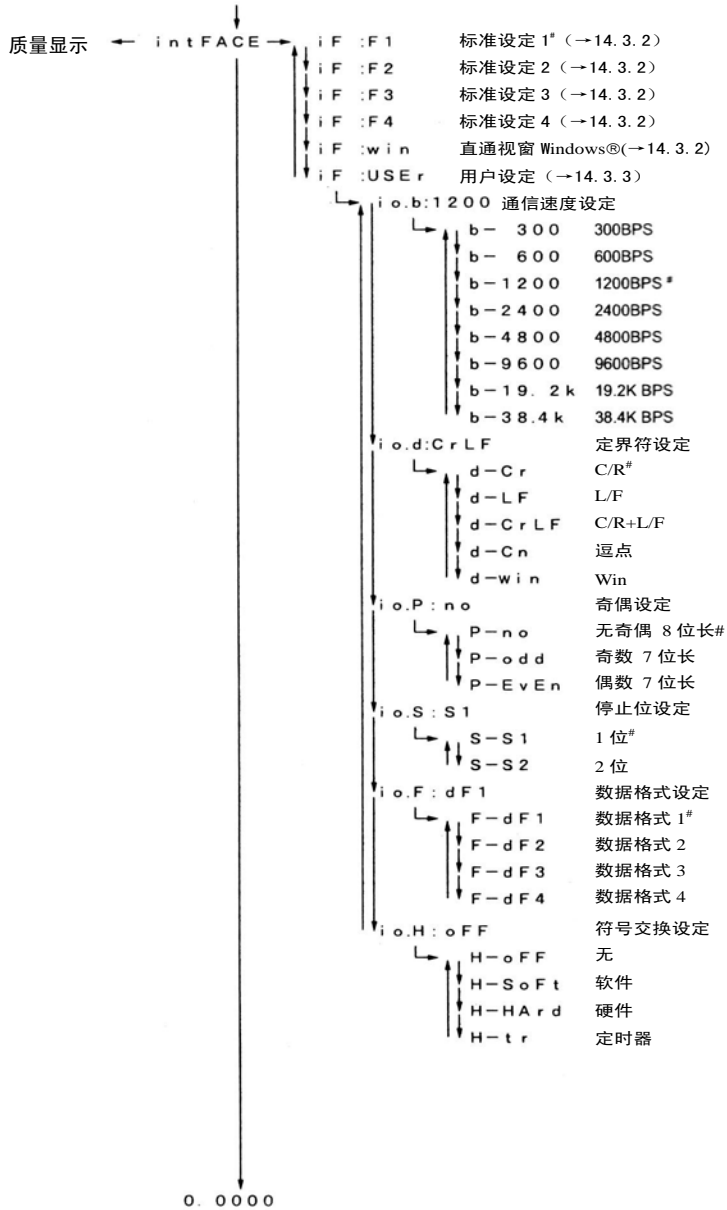 质量显示 ← intFACE → iF :F1 标准设定 1# (→14.3.2)
iF :F2 标准设定 2 (→14.3.2)
iF :F3 标准设定 3 (→14.3.2)
iF :F4 标准设定 4 (→14.3.2)
iF :win 直通视窗 Windows®(→14.3.2)
iF :USEr 用户设定 (→14.3.3)
io.b:1200 通信速度设定
b- 300 300BPS
b- 600 600BPS
b-1200 1200BPS#
b-2400 2400BPS
b-4800 4800BPS
b-9600 9600BPS
b-19.2k 19.2K BPS
b-38.4k 38.4K BPS
io.d:CrLF 定界符设定
d-Cr C/R#
d-LF L/F
d-CrLF C/R+L/F
d-Cn 逗点
d-win Win
io.P:no 奇偶设定
P-no 无奇偶 8 位长#
P-odd 奇数 7 位长
P-EvEn 偶数 7 位长
io.S:S1 停止位设定
S-S1 1 位#
S-S2 2 位
io.F:dF1 数据格式设定
F-dF1 数据格式 1#
F-dF2 数据格式 2
F-dF3 数据格式 3
F-dF4 数据格式 4
io.H:oFF 符号交换设定
H-oFF 无
H-SoFt 软件
H-HArd 硬件
H-tr 定时器
0.0000